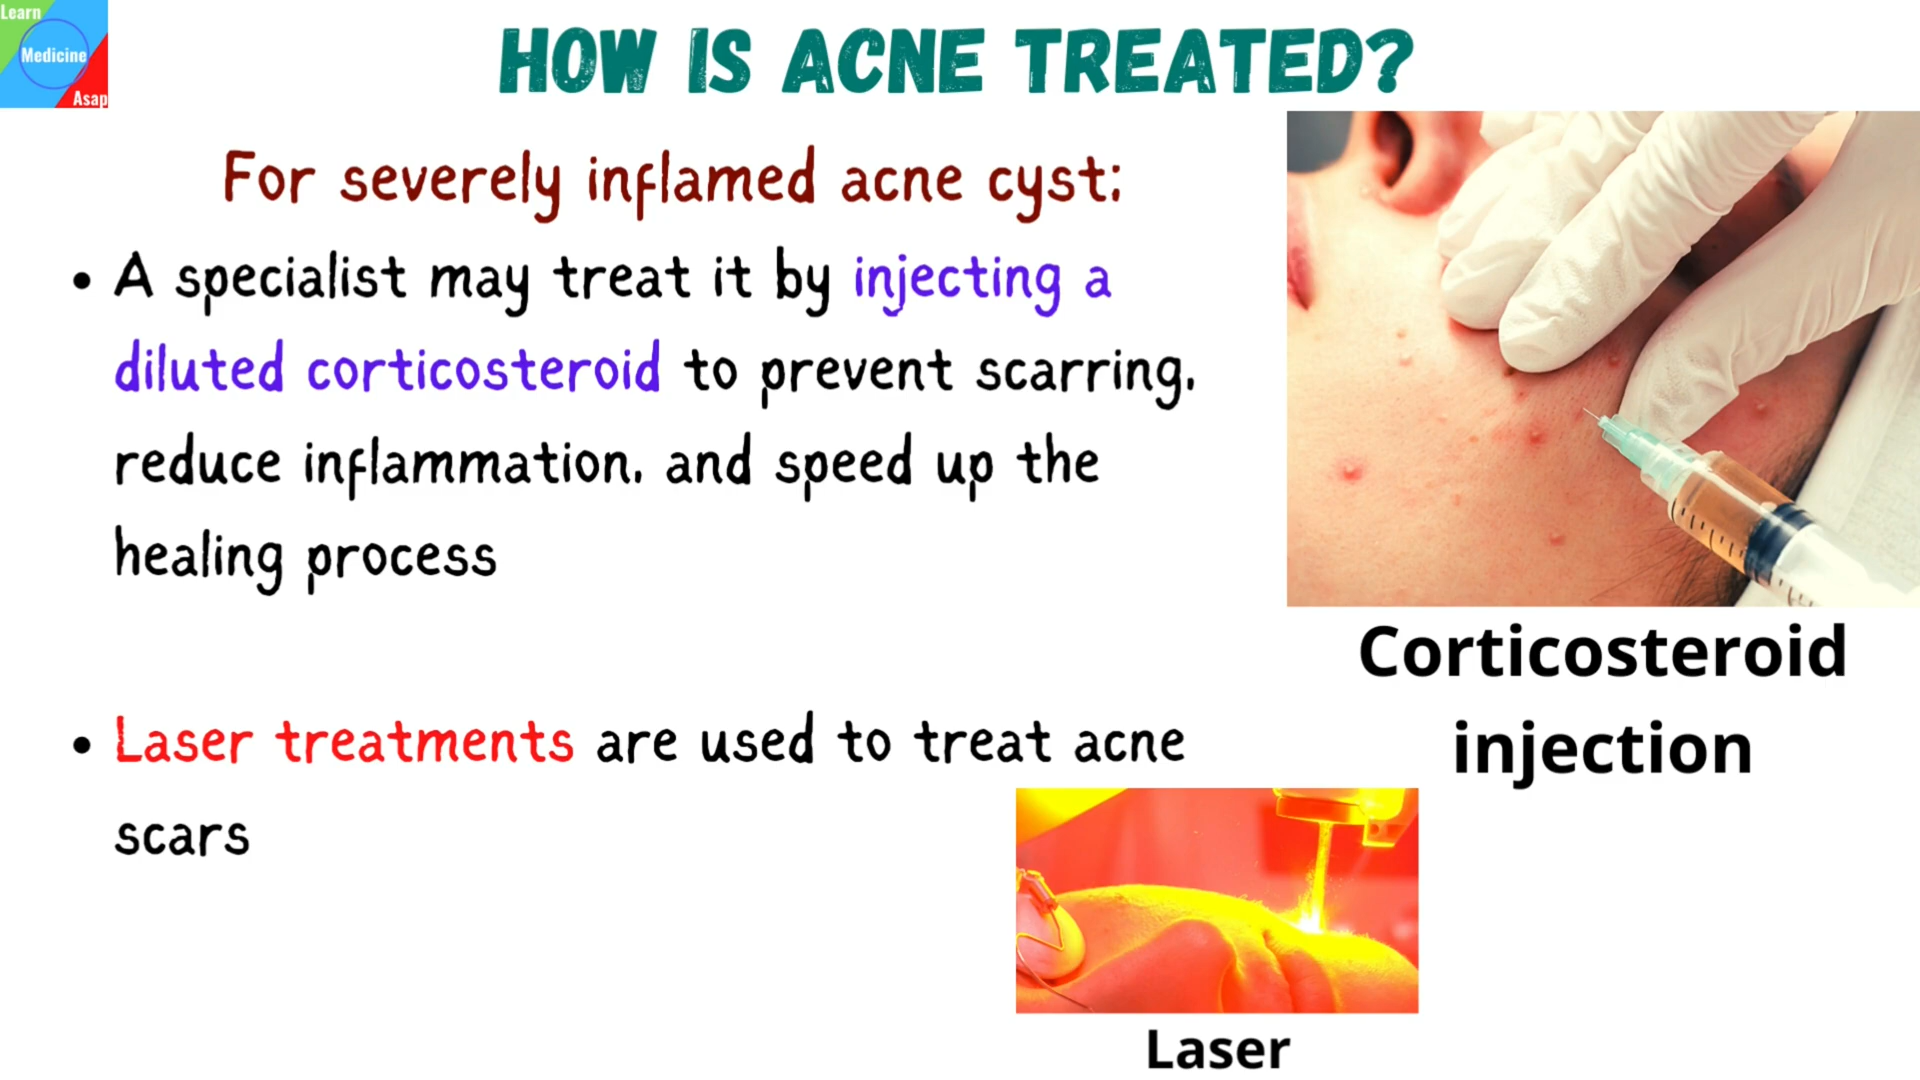 Learn
Medicine
Asap
HOW IS ACNE TREATED?
For severely inflamed acne cyst:
• A specialist may treat it by injecting a
diluted corticosteroid to prevent scarring,
reduce inflammation, and speed up the
healing process
• Laser treatments are used to treat acne
scars
Corticosteroid
injection
Laser